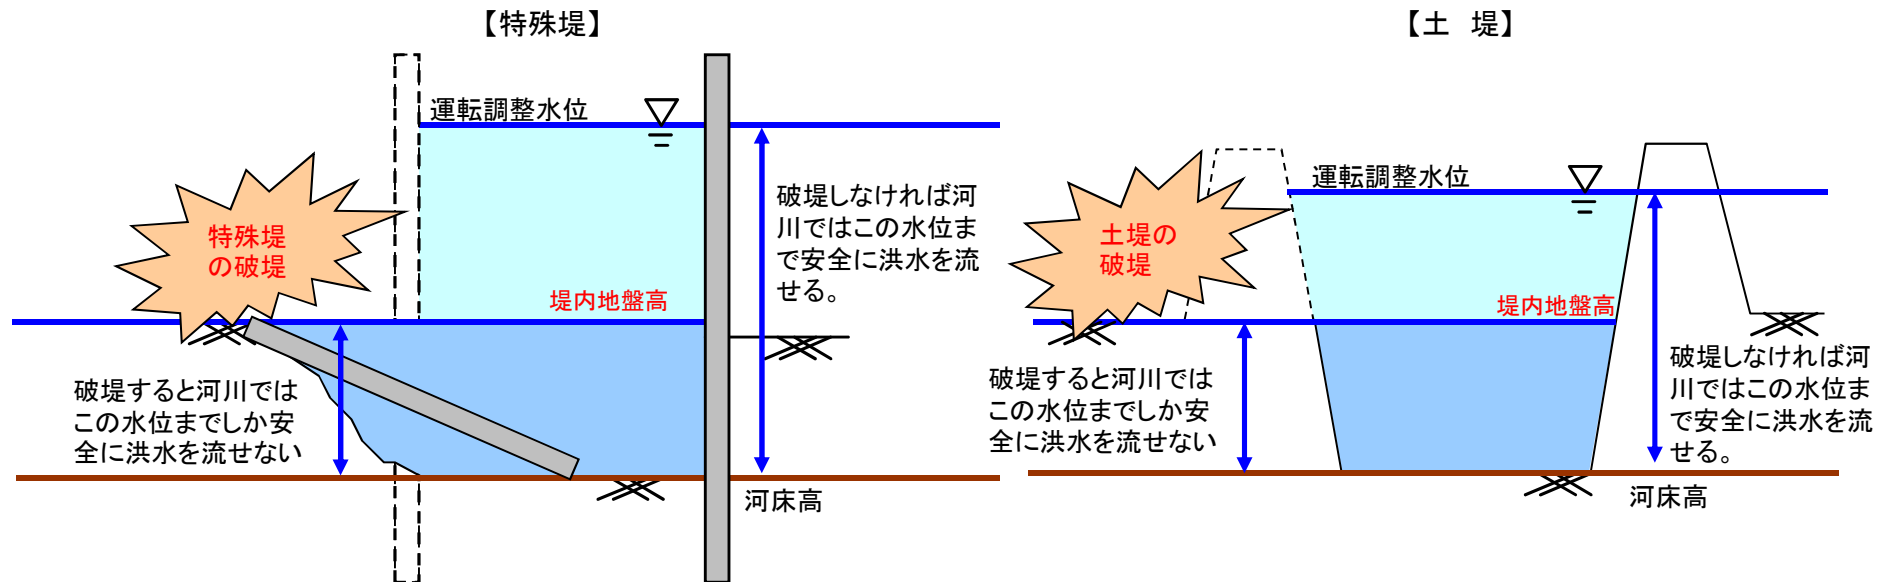 【特殊堤】
運転調整水位
特殊堤
の破堤
破堤しなければ河
川ではこの水位ま
で安全に洪水を流
せる。
堤内地盤高
破堤すると河川では
この水位までしか安
全に洪水を流せない
河床高
【土　堤】
運転調整水位
土堤の
破堤
堤内地盤高
破堤すると河川では
この水位までしか安
全に洪水を流せない
破堤しなければ河
川ではこの水位ま
で安全に洪水を流
せる。
河床高